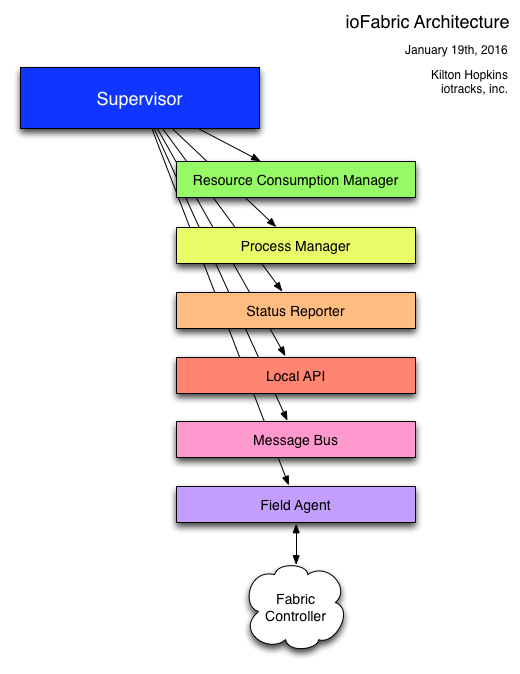 ioFabric Architecture
January 19th, 2016
Kilton Hopkins
iotracks, inc.
Supervisor
Resource Consumption Manager
Process Manager
Status Reporter
Local API
Message Bus
Field Agent
Fabric
Controller